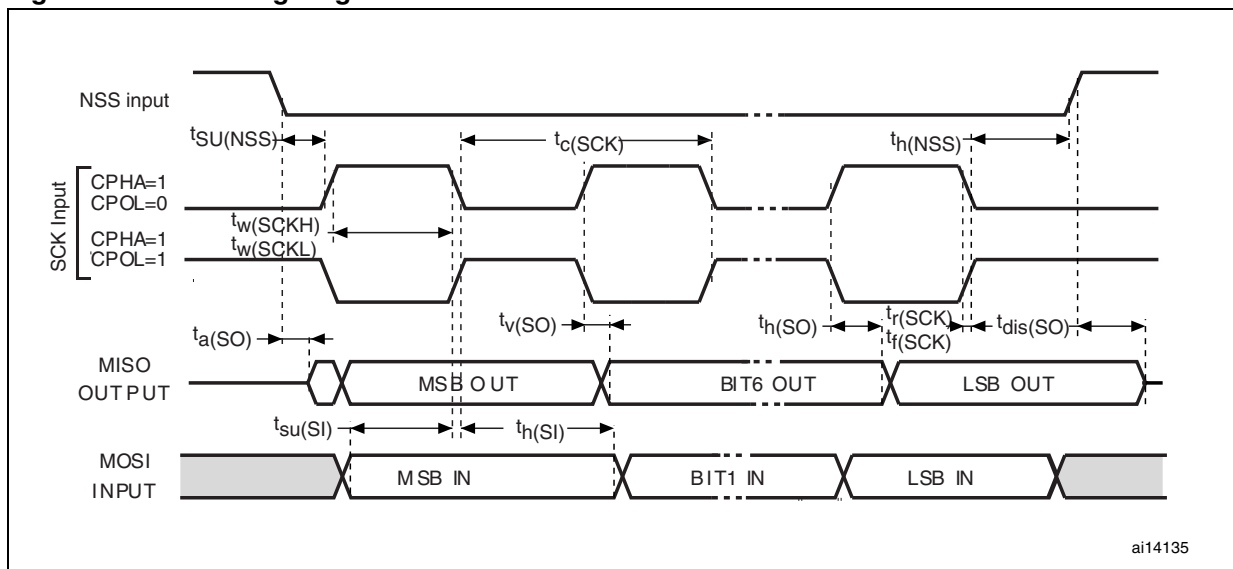 NSS input
tSU(NSS)
tc(SCK)
th(NSS)
SCK Input
CPHA=1
CPOL=0
tw(SCKH)
tw(SCKL)
CPHA=1
CPOL=1
ta(SO)
tv(SO)
th(SO)
tr(SCK)
tf(SCK)
tdis(SO)
MISO
OUTPUT
MSB OUT
BIT6 OUT
LSB OUT
tsu(SI)
th(SI)
MOSI
INPUT
MSB IN
BIT1 IN
LSB IN
ai14135